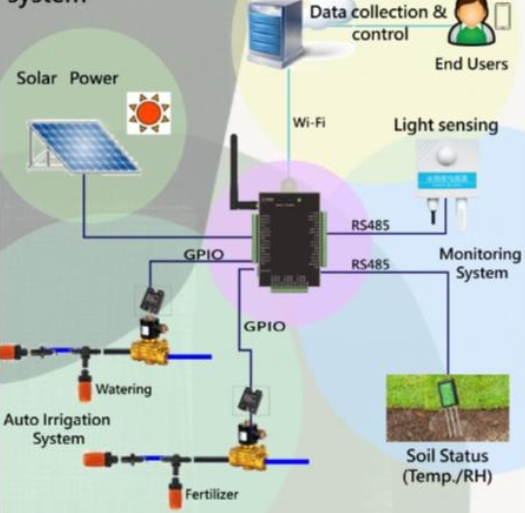 system
Data collection &
control
End Users
Solar Power
Wi-Fi
Light sensing
RS485
GPIO
RS485
Monitoring
System
GPIO
Watering
Auto Irrigation
System
Soil Status
(Temp./RH)
Fertilizer